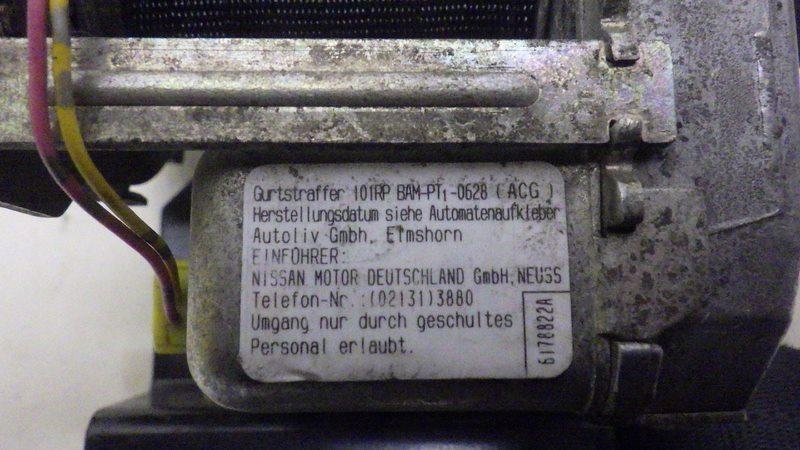 Gurtstraffer 101RP BAM-PT1-0628 (ACG)
Herstellungsdatum siehe Automatenaufkleber
Autoliv Gmbh, Elmshorn
EINFÜHRER:
NISSAN MOTOR DEUTSCHLAND GmbH,NEUSS
Telefon-Nr.:(02131)3880
Umgang nur durch geschultes
Personal erlaubt.
6178822A